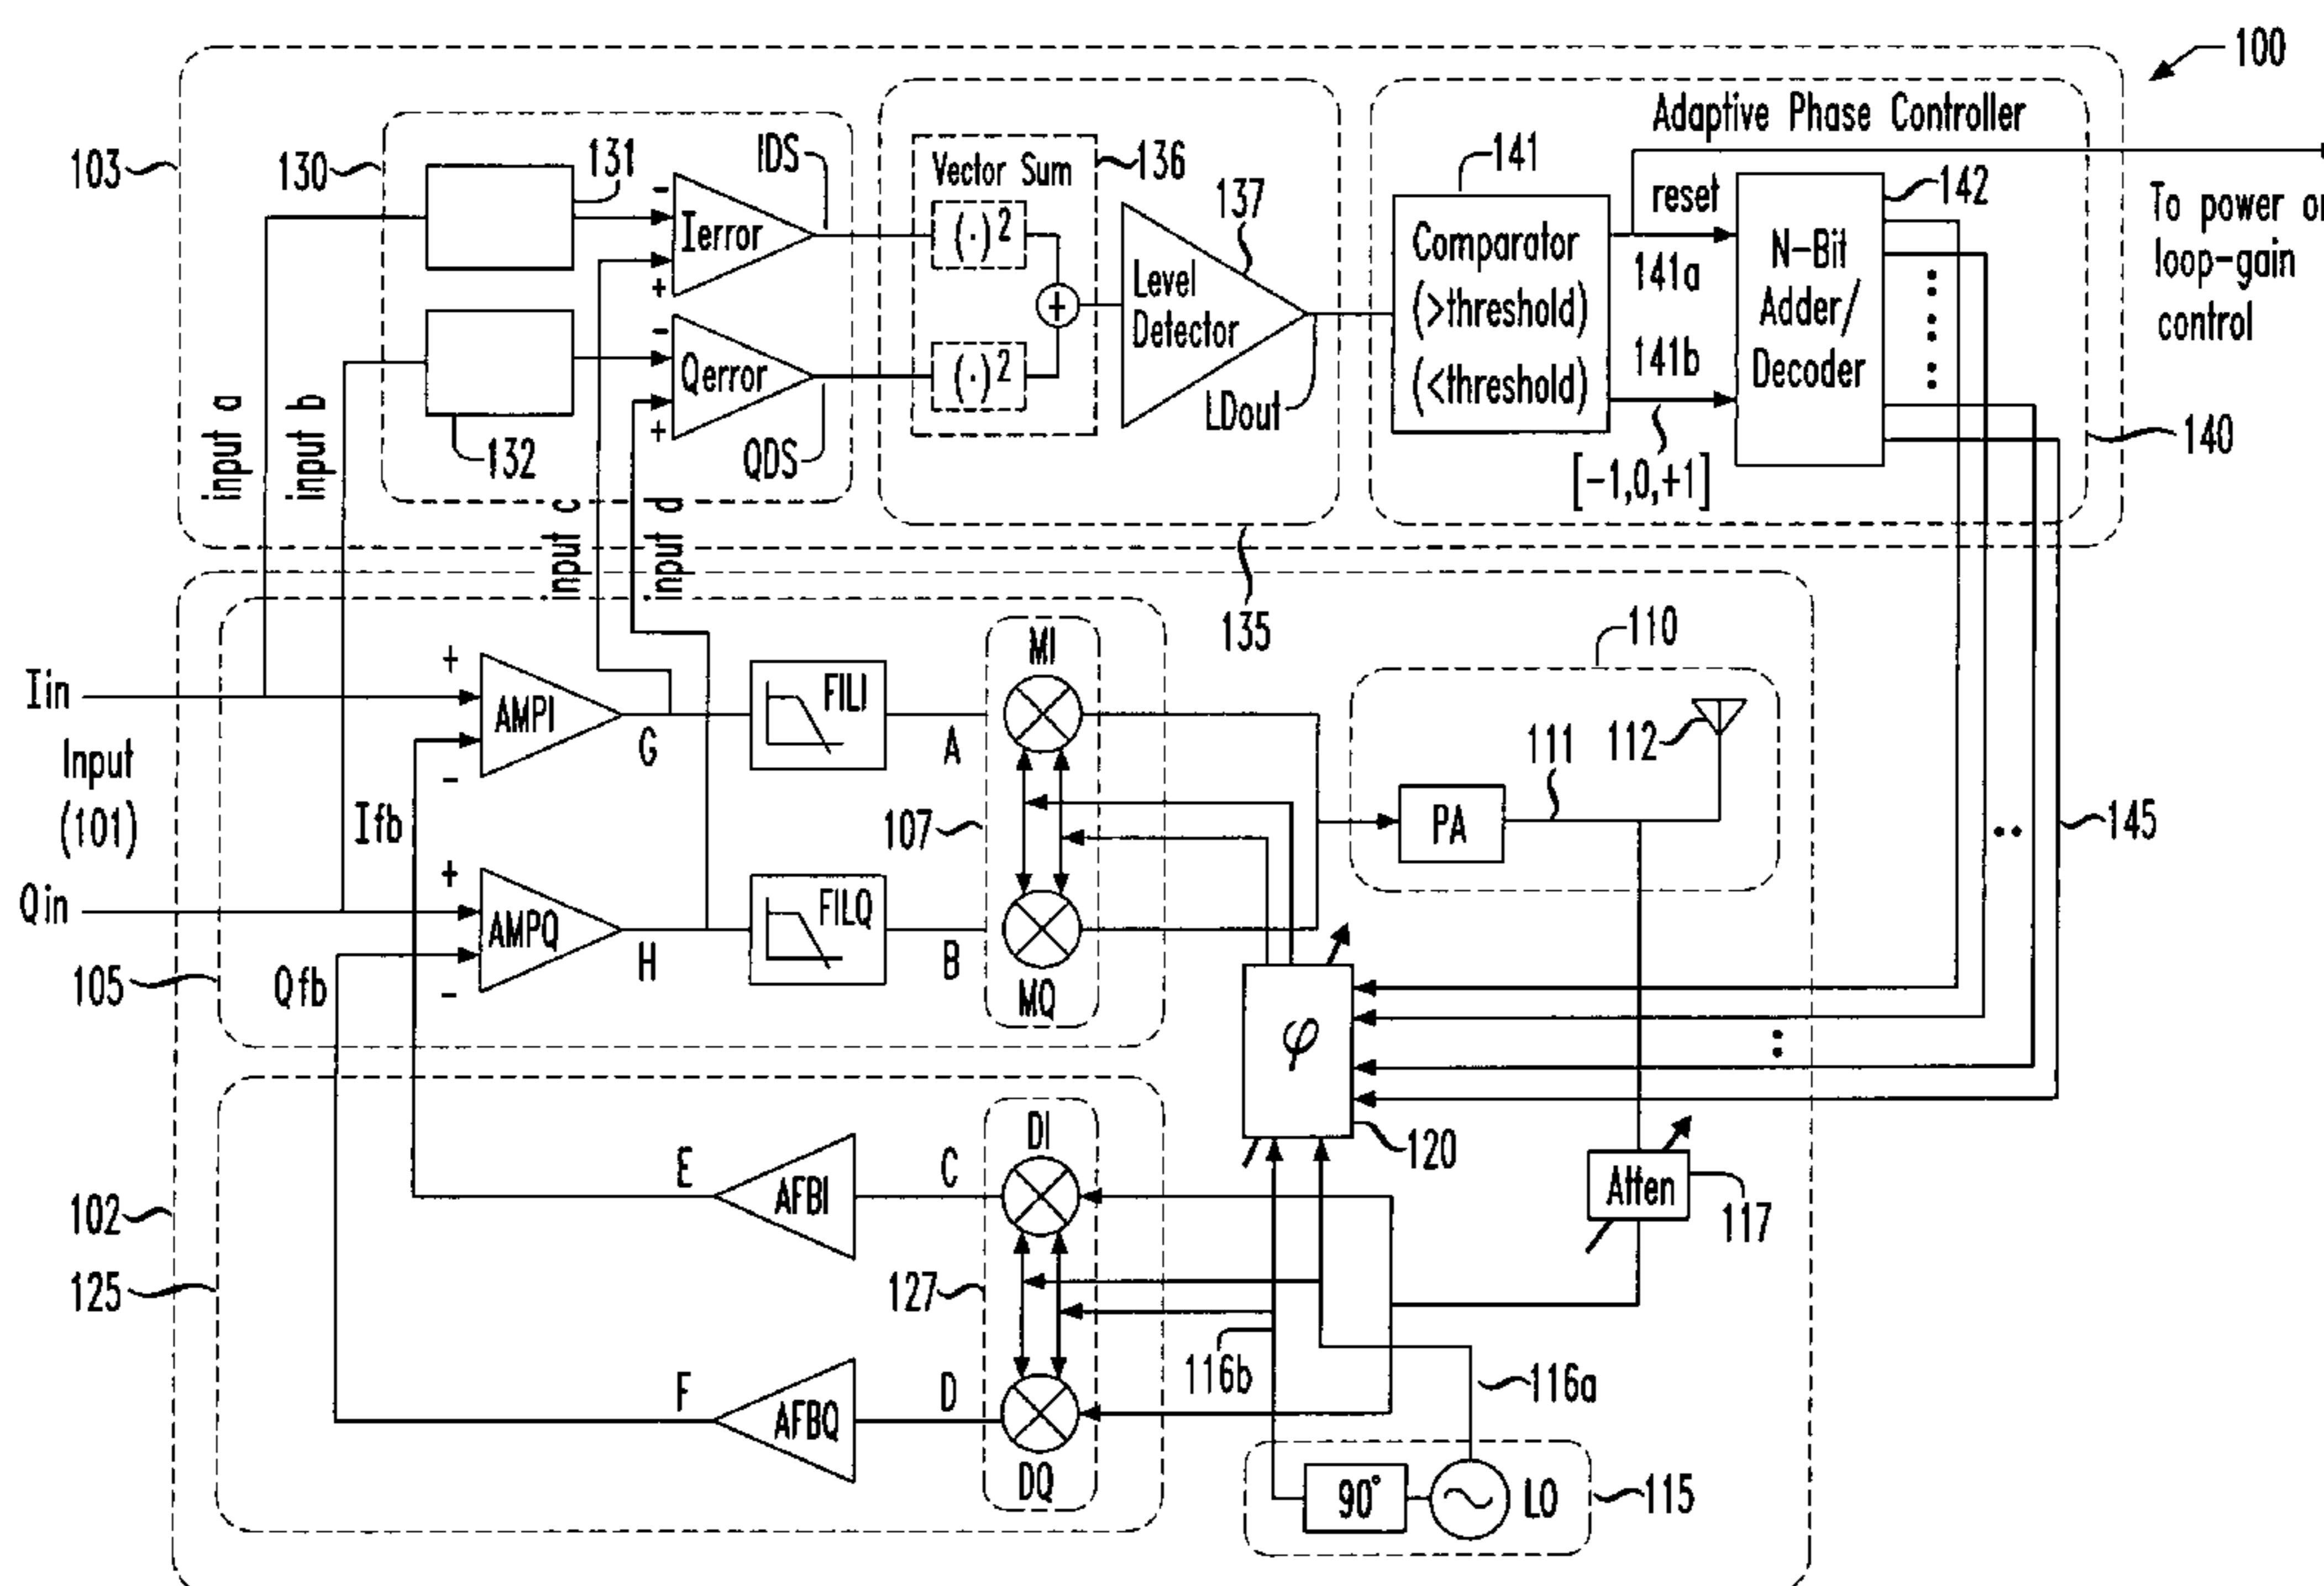 100
103
130
131
IDS
Vector Sum
136
137
Adaptive Phase Controller
141
reset
142
To power or
loop-gain
control
-
Ierror
+
(·)²
+
Level
Detector
Comparator
(>threshold)
(<threshold)
141a
141b
N-Bit
Adder/
Decoder
-
Qerror
+
(·)²
LDout
132
QDS
[-1,0,+1]
140
input a
input b
input c
input d
135
110
Iin
+
AMPI
-
G
FILI
A
MI
111
112
PA
Input
(101)
Ifb
107
145
Qin
+
AMPQ
-
H
FILQ
B
MQ
105
Qfb
φ
120
Atten
117
E
AFBI
C
DI
102
125
127
116b
116a
F
AFBQ
D
DQ
90°
LO
115